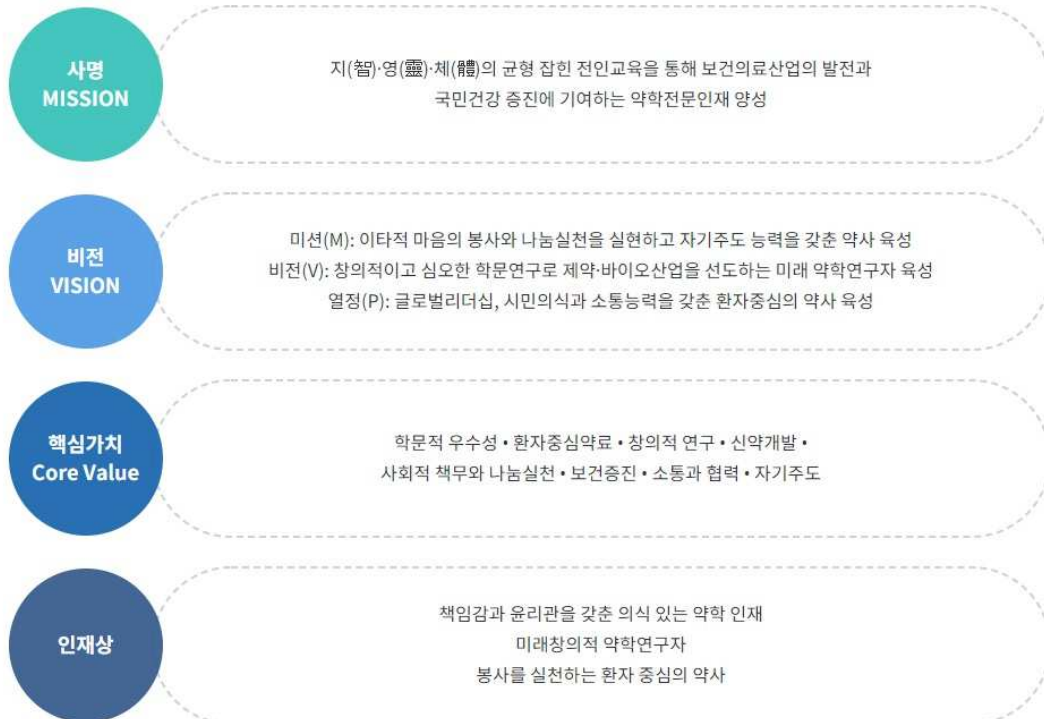 사명
MISSION
지(智)·영(靈)·체(體)의 균형 잡힌 전인교육을 통해 보건의료산업의 발전과
국민건강 증진에 기여하는 약학전문인재 양성
비전
VISION
미션(M): 이타적 마음의 봉사와 나눔실천을 실현하고 자기주도 능력을 갖춘 약사 육성
비전(V): 창의적이고 심오한 학문연구로 제약·바이오산업을 선도하는 미래 약학연구자 육성
열정(P): 글로벌리더십, 시민의식과 소통능력을 갖춘 환자중심의 약사 육성
핵심가치
Core Value
학문적 우수성 • 환자중심약료 • 창의적 연구 • 신약개발 •
사회적 책무와 나눔실천 • 보건증진 • 소통과 협력 • 자기주도
인재상
책임감과 윤리관을 갖춘 의식 있는 약학 인재
미래창의적 약학연구자
봉사를 실천하는 환자 중심의 약사